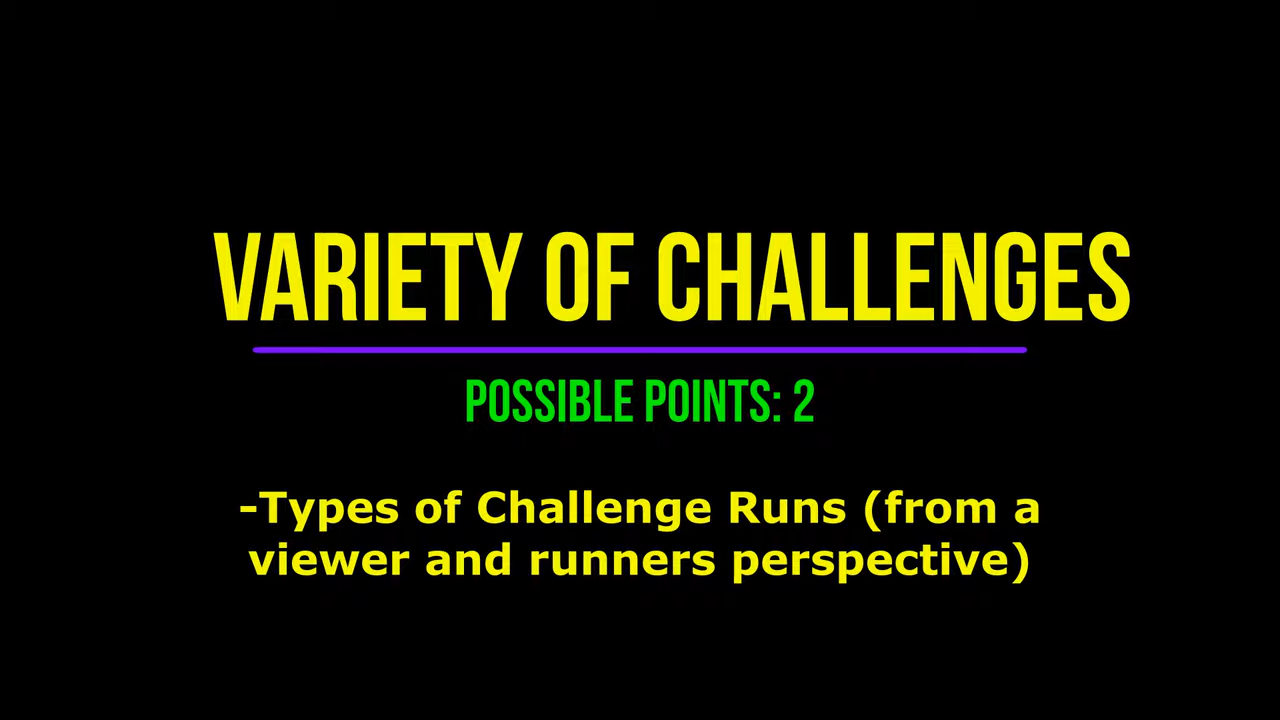 VARIETY OF CHALLENGES
POSSIBLE POINTS: 2
-Types of Challenge Runs (from a
viewer and runners perspective)